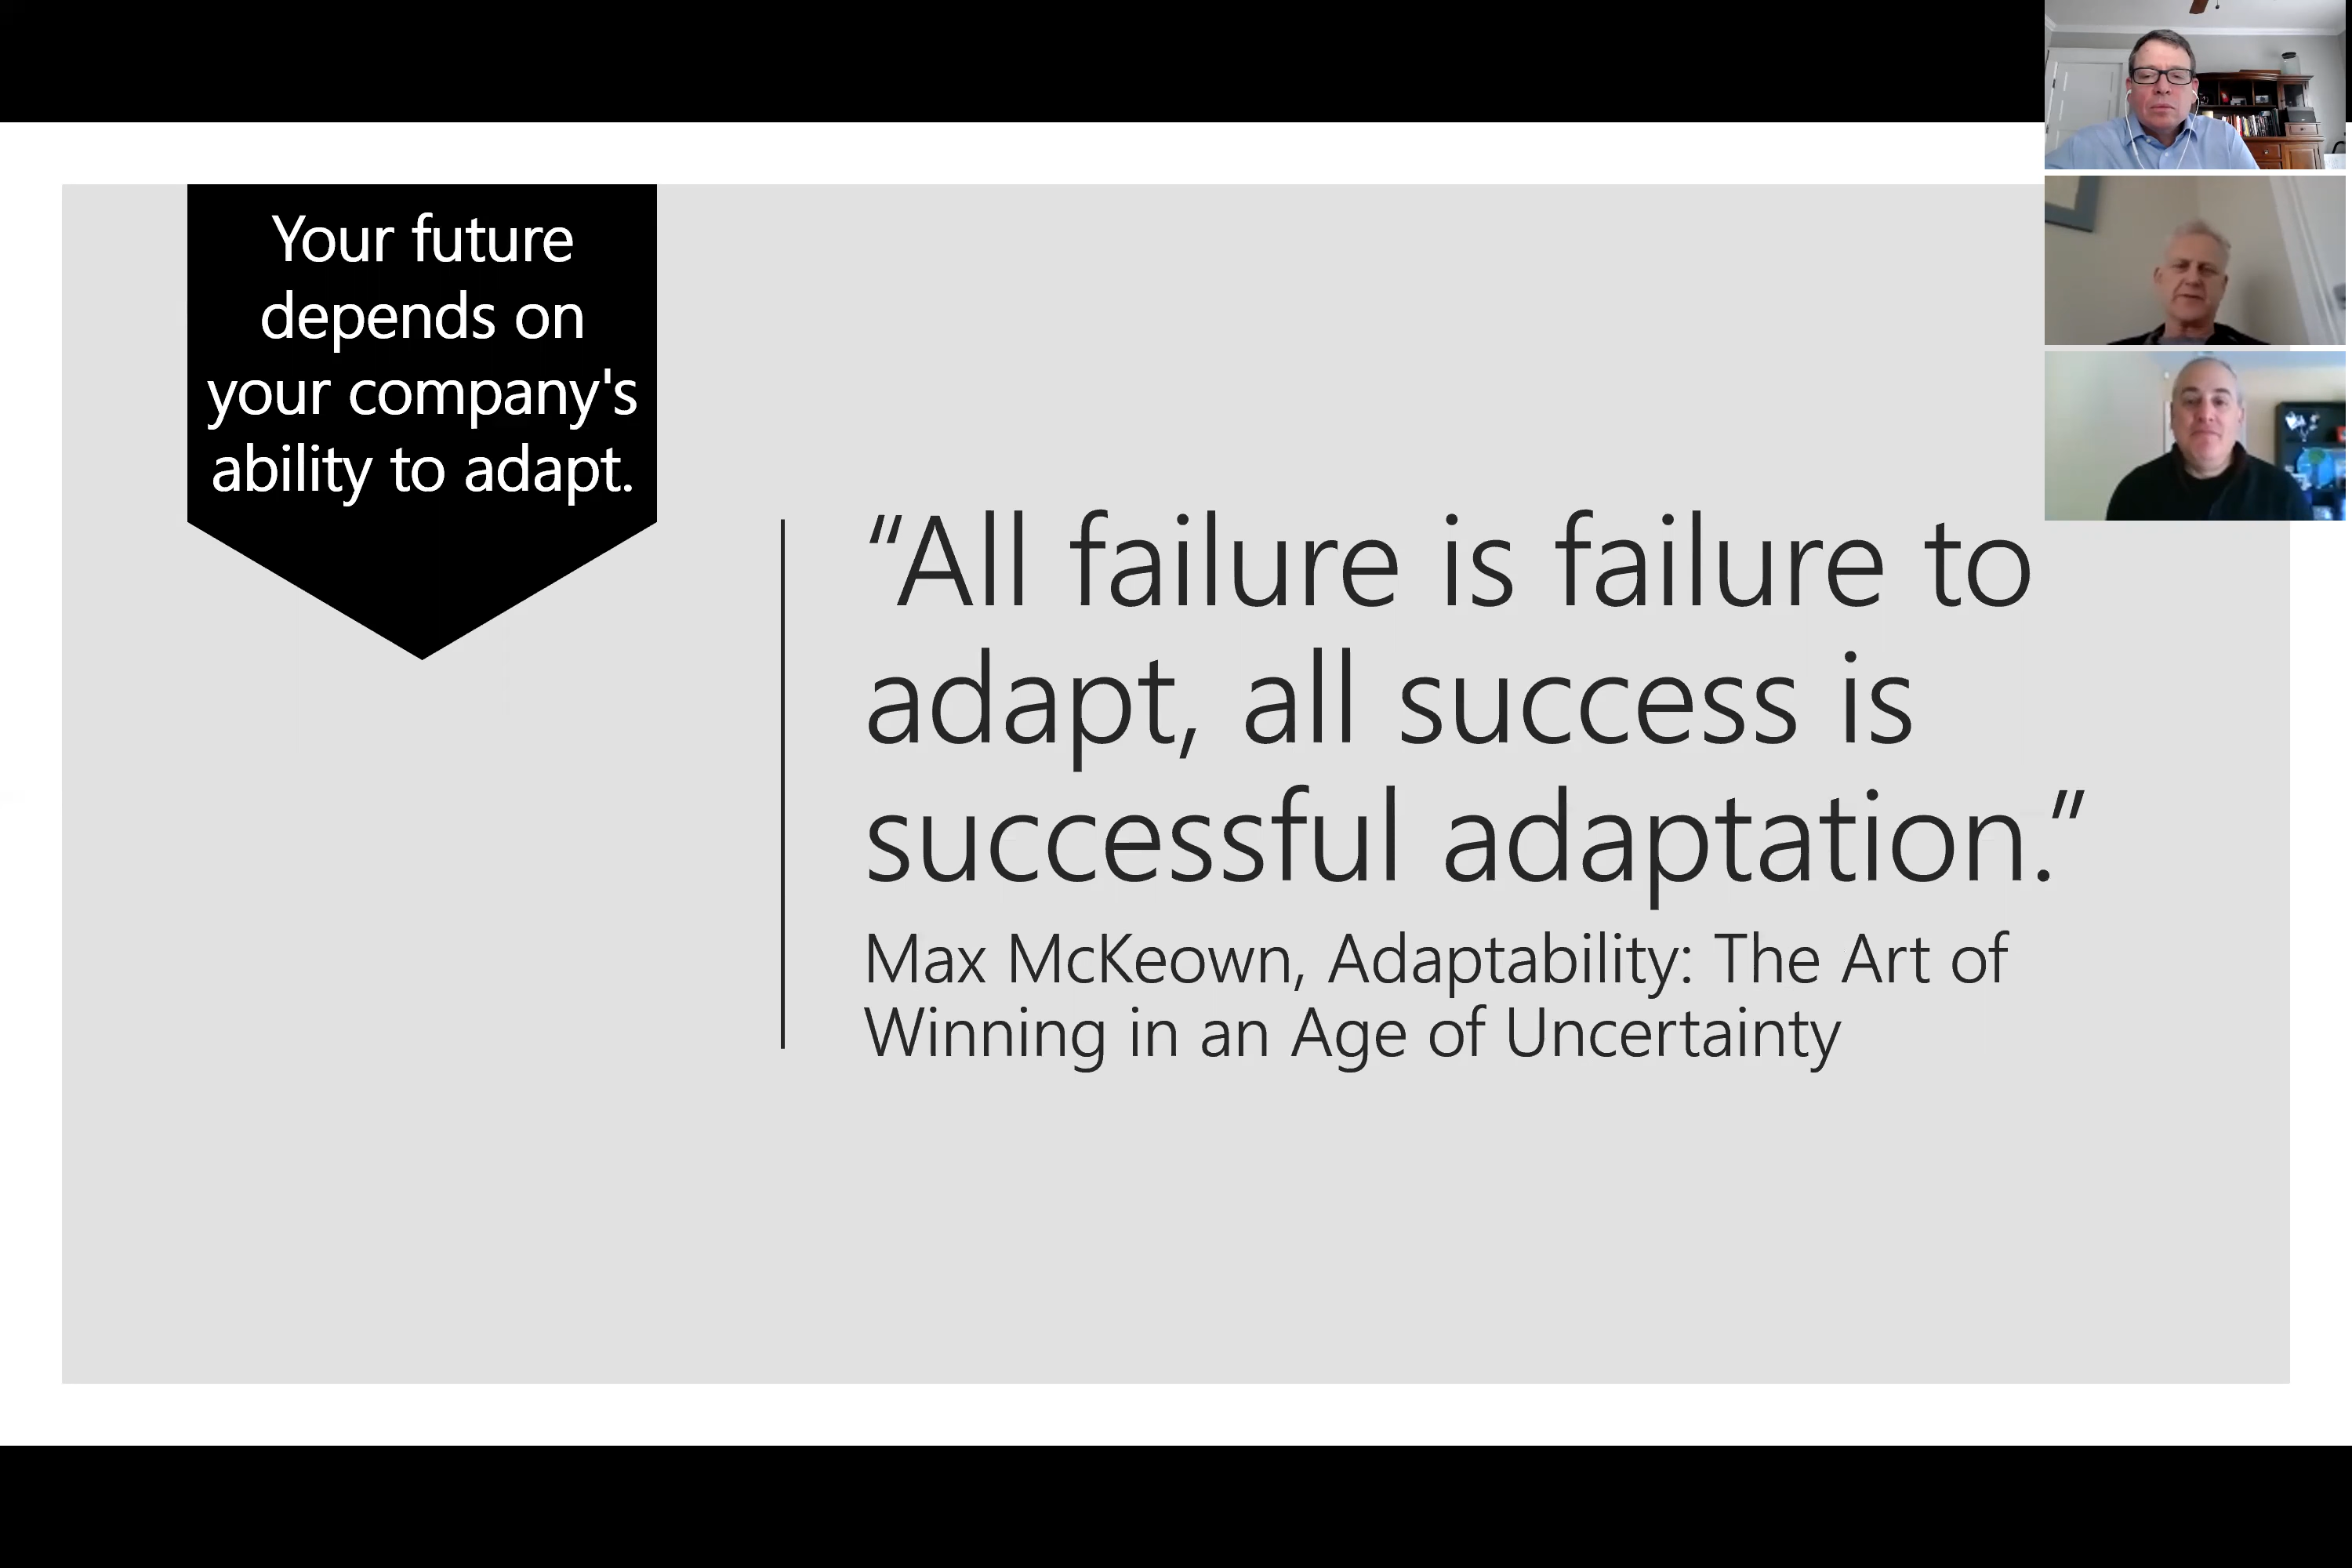 Your future
depends on
your company's
ability to adapt.
“All failure is failure to
adapt, all success is
successful adaptation.”
Max McKeown, Adaptability: The Art of
Winning in an Age of Uncertainty